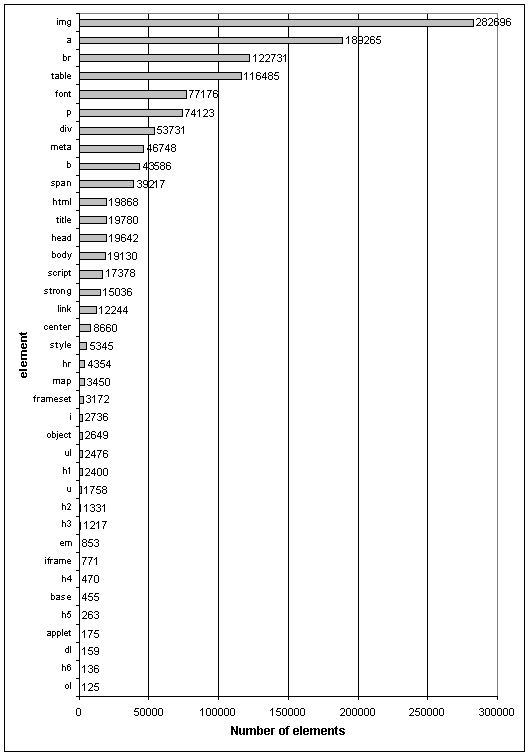 img 282696
a 189265
br 122731
table 116485
font 77176
p 74123
div 53731
meta 46748
b 43586
span 39217
html 19868
title 19780
head 19642
body 19130
script 17378
strong 15036
link 12244
center 8660
style 5345
hr 4354
map 3450
frameset 3172
i 2736
object 2649
ul 2476
h1 2400
u 1758
h2 1331
h3 1217
em 853
iframe 771
h4 470
base 455
h5 263
applet 175
dl 159
h6 136
ol 125
element
0 50000 100000 150000 200000 250000 300000
Number of elements